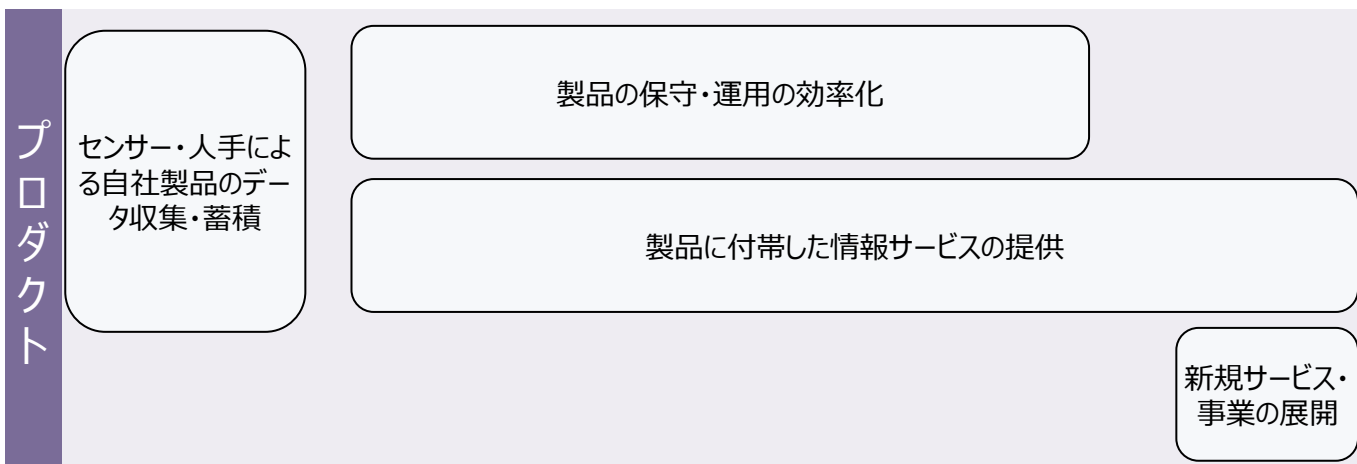 プロダクト
センサー・人手によ
る自社製品のデー
タ収集・蓄積
製品の保守・運用の効率化
製品に付帯した情報サービスの提供
新規サービス・
事業の展開